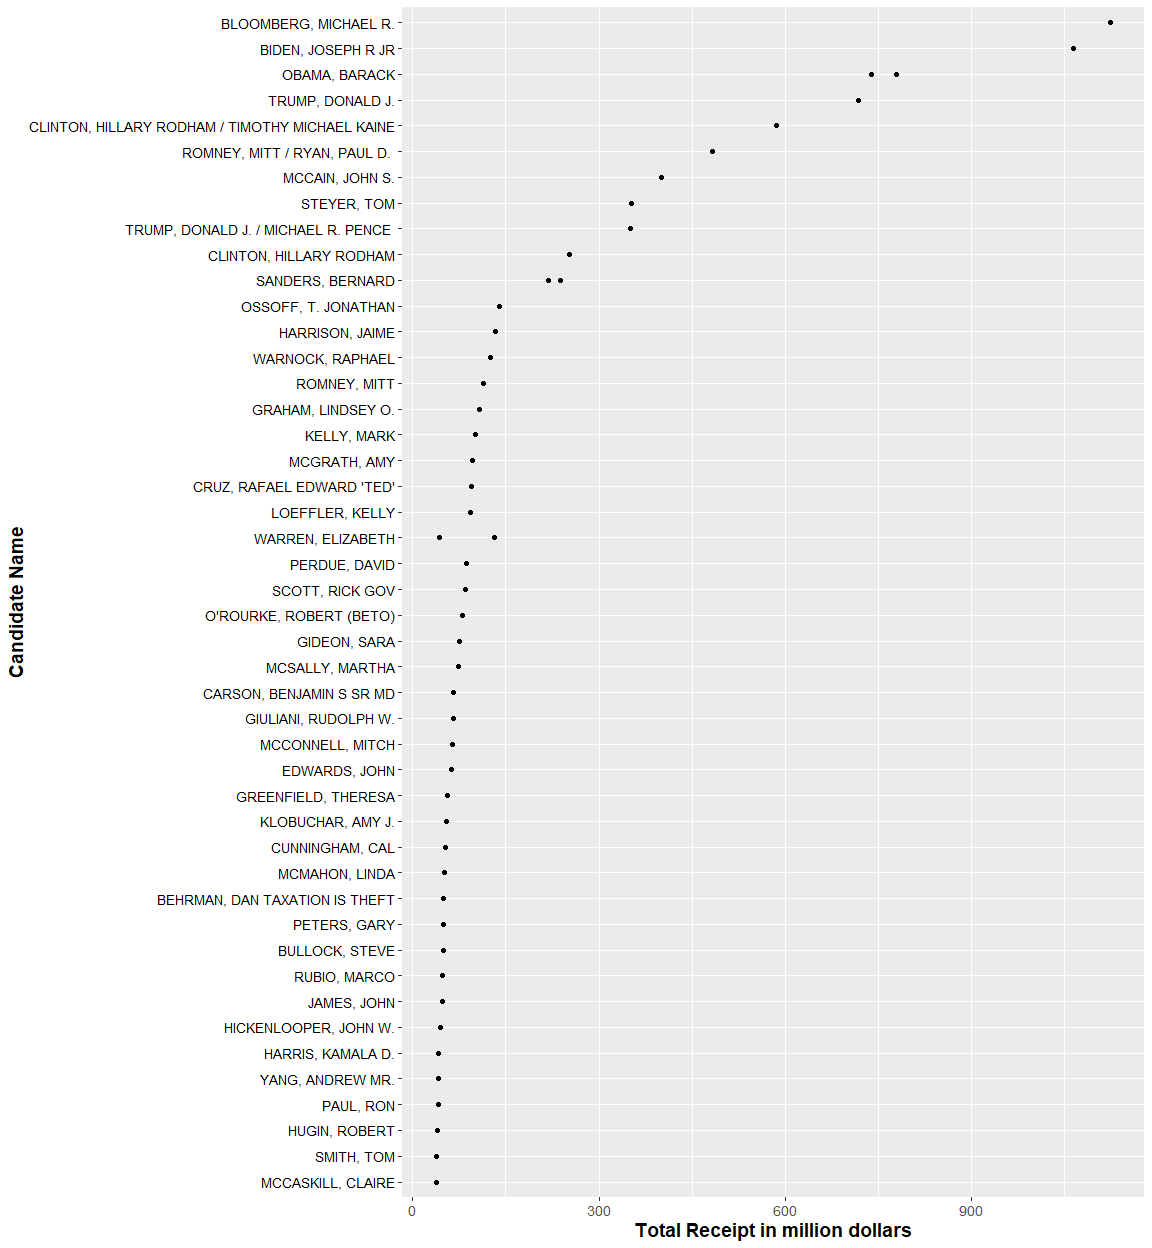 BLOOMBERG, MICHAEL R.
BIDEN, JOSEPH R JR
OBAMA, BARACK
TRUMP, DONALD J.
CLINTON, HILLARY RODHAM / TIMOTHY MICHAEL KAINE
ROMNEY, MITT / RYAN, PAUL D.
MCCAIN, JOHN S.
STEYER, TOM
TRUMP, DONALD J. / MICHAEL R. PENCE
CLINTON, HILLARY RODHAM
SANDERS, BERNARD
OSSOFF, T. JONATHAN
HARRISON, JAIME
WARNOCK, RAPHAEL
ROMNEY, MITT
GRAHAM, LINDSEY O.
KELLY, MARK
MCGRATH, AMY
CRUZ, RAFAEL EDWARD 'TED'
LOEFFLER, KELLY
WARREN, ELIZABETH
PERDUE, DAVID
SCOTT, RICK GOV
O'ROURKE, ROBERT (BETO)
GIDEON, SARA
MCSALLY, MARTHA
CARSON, BENJAMIN S SR MD
GIULIANI, RUDOLPH W.
MCCONNELL, MITCH
EDWARDS, JOHN
GREENFIELD, THERESA
KLOBUCHAR, AMY J.
CUNNINGHAM, CAL
MCMAHON, LINDA
BEHRMAN, DAN TAXATION IS THEFT
PETERS, GARY
BULLOCK, STEVE
RUBIO, MARCO
JAMES, JOHN
HICKENLOOPER, JOHN W.
HARRIS, KAMALA D.
YANG, ANDREW MR.
PAUL, RON
HUGIN, ROBERT
SMITH, TOM
MCCASKILL, CLAIRE
Candidate Name
0 300 600 900
Total Receipt in million dollars